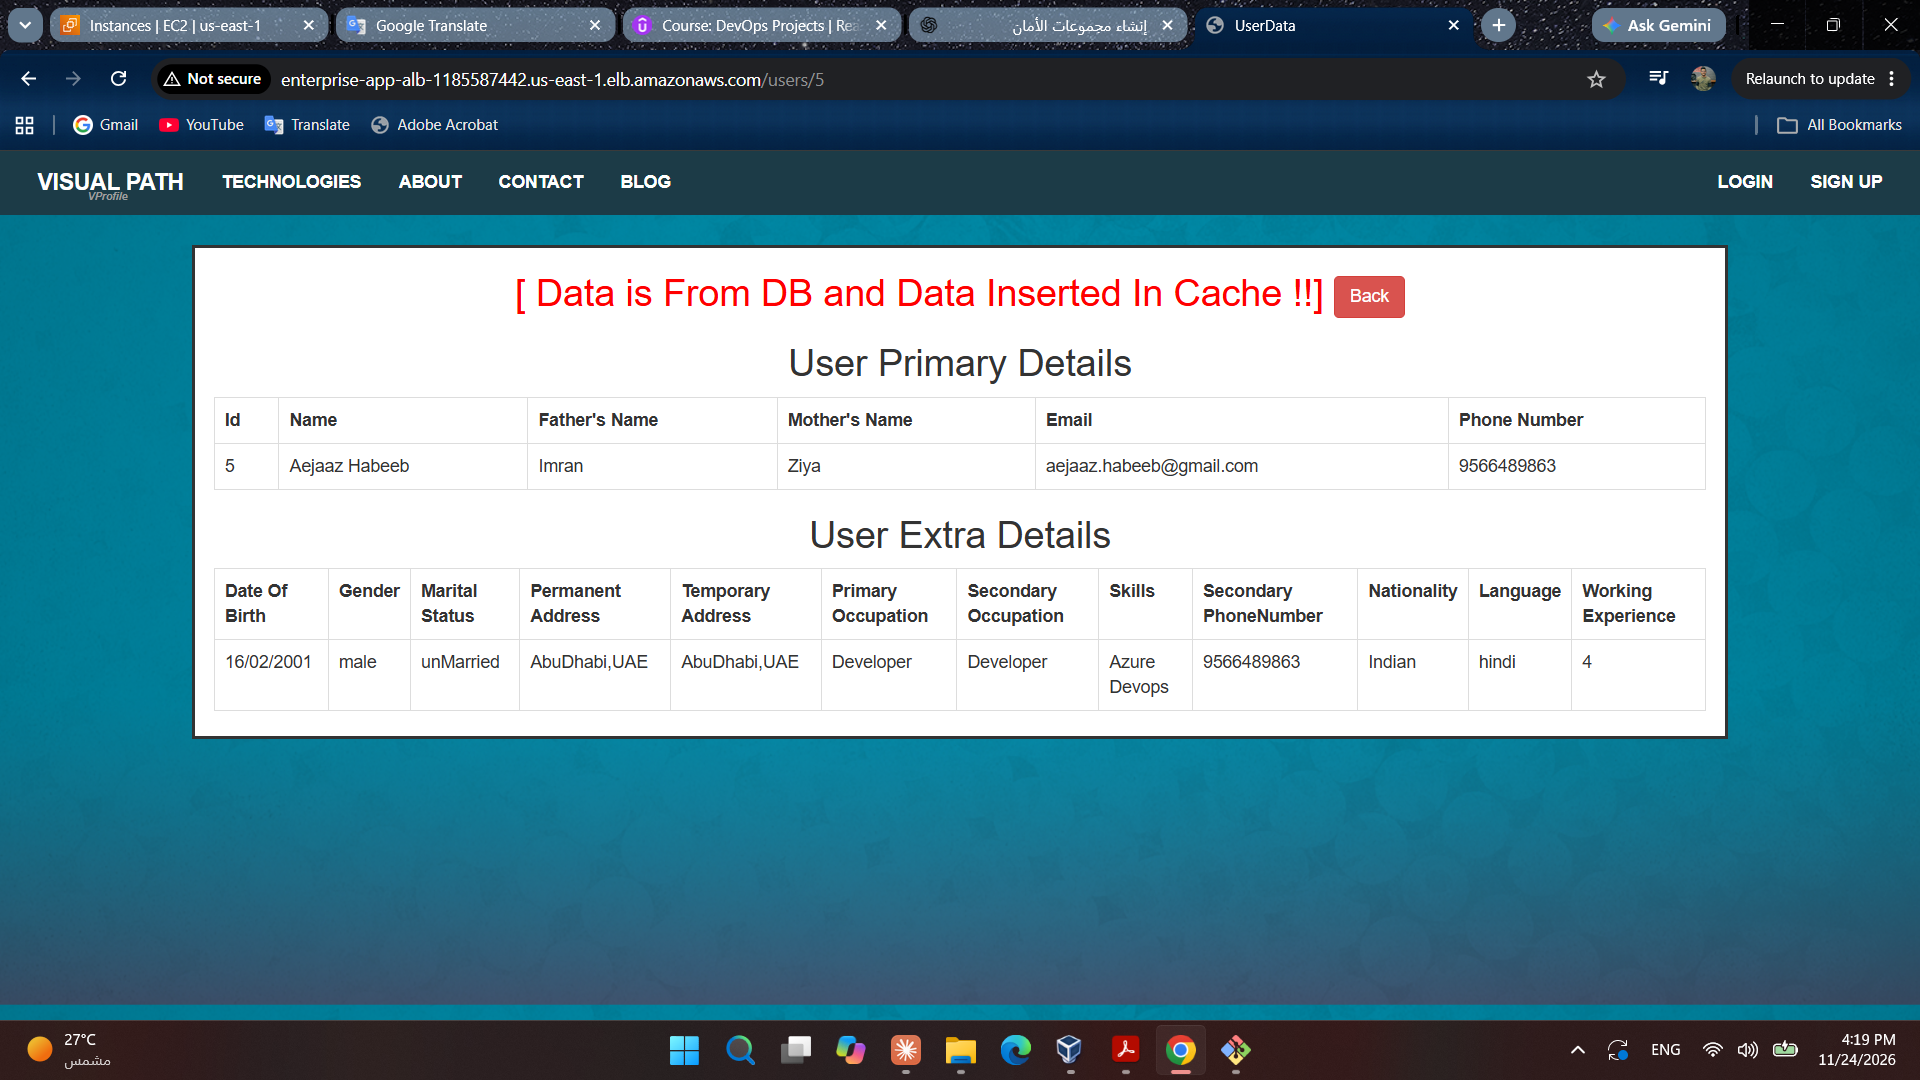 Instances | EC2 | us-east-1
Google Translate
Course: DevOps Projects | Rea
إنشاء مجموعات الأمان
UserData
Ask Gemini
Not secure
enterprise-app-alb-1185587442.us-east-1.elb.amazonaws.com/users/5
Relaunch to update
Gmail
YouTube
Translate
Adobe Acrobat
All Bookmarks
VISUAL PATH
VProfile
TECHNOLOGIES
ABOUT
CONTACT
BLOG
LOGIN
SIGN UP
[ Data is From DB and Data Inserted In Cache !!]
Back
User Primary Details
Id Name Father's Name Mother's Name Email Phone Number
5 Aejaaz Habeeb Imran Ziya aejaaz.habeeb@gmail.com 9566489863
User Extra Details
Date Of Birth Gender Marital Status Permanent Address Temporary Address Primary Occupation Secondary Occupation Skills Secondary PhoneNumber Nationality Language Working Experience
16/02/2001 male unMarried AbuDhabi,UAE AbuDhabi,UAE Developer Developer Azure Devops 9566489863 Indian hindi 4
27°C
مشمس
ENG
4:19 PM
11/24/2026